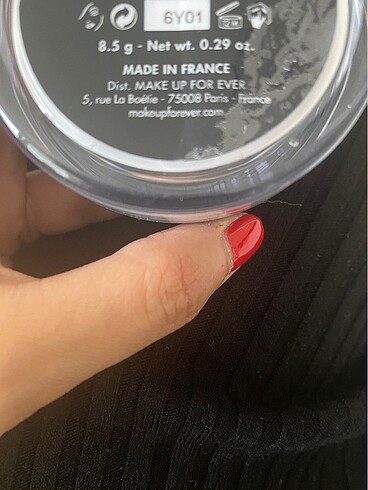 6Y01
12 M
8.5 g - Net wt. 0.29 oz.
MADE IN FRANCE
Dist. MAKE UP FOR EVER
5, rue La Boétie - 75008 Paris - France
makeupforever.com